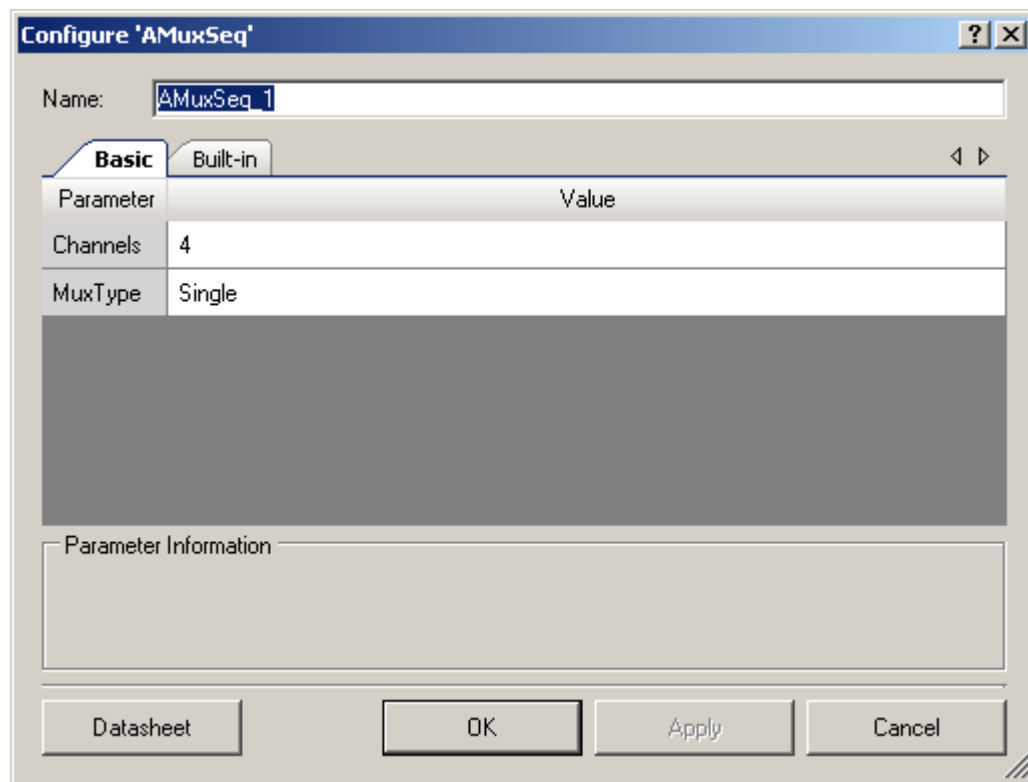 Configure 'AMuxSeq'
Name: AMuxSeq_1
Basic Built-in
Parameter Value
Channels 4
MuxType Single
Parameter Information
Datasheet OK Apply Cancel